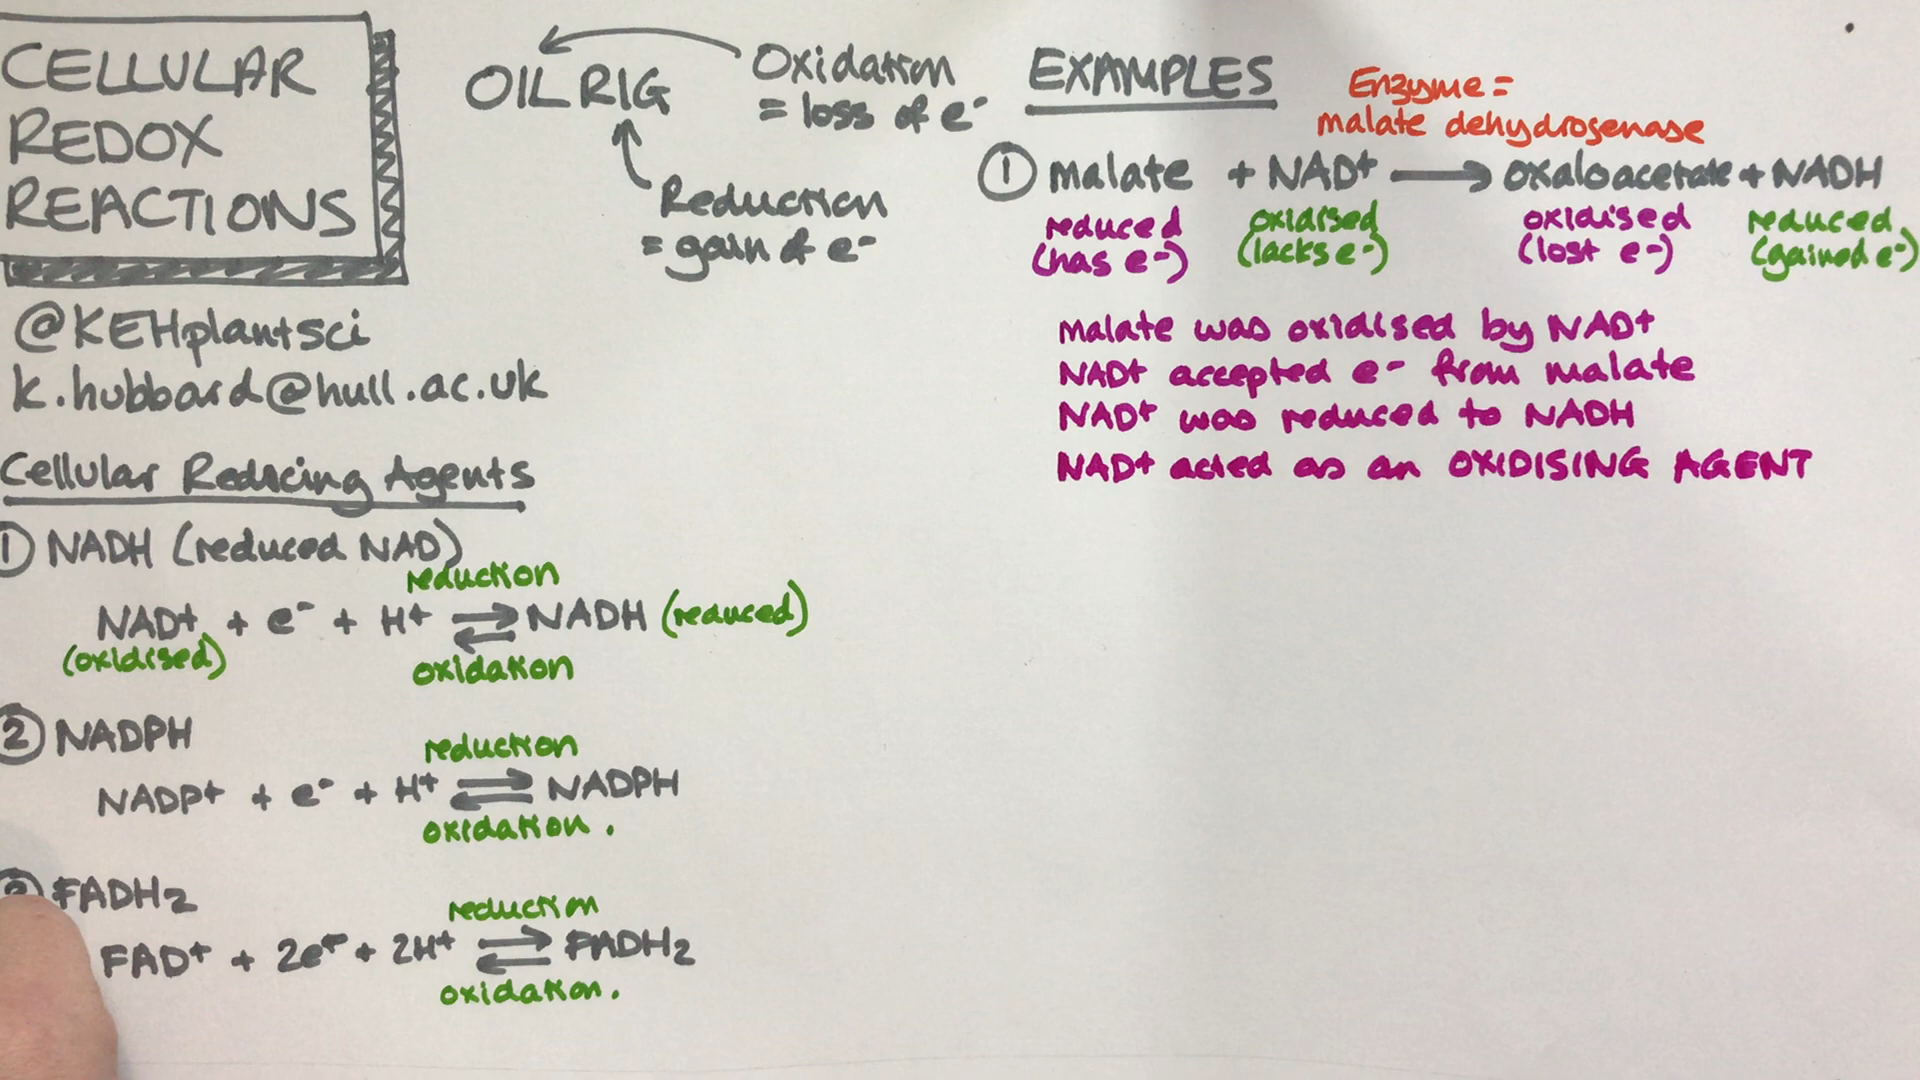 CELLULAR
REDOX
REACTIONS
OIL RIG
Oxidation
= loss of e-
Reduction
= gain of e-
@KEHplantsci
k.hubbard@hull.ac.uk
Cellular Reducing Agents
① NADH (reduced NAD)
reduction
NAD+ + e- + H+ ⇌ NADH (reduced)
(oxidised)
oxidation
② NADPH
reduction
NADP+ + e- + H+ ⇌ NADPH
oxidation.
FADH2
reduction
FAD+ + 2e- + 2H+ ⇌ FADH2
oxidation.
EXAMPLES
Enzyme =
malate dehydrogenase
① malate + NAD+ → oxaloacetate + NADH
reduced oxidised oxidised reduced
(has e-) (lacks e-) (lost e-) (gained e-)
malate was oxidised by NAD+
NAD+ accepted e- from malate
NAD+ was reduced to NADH
NAD+ acted as an OXIDISING AGENT